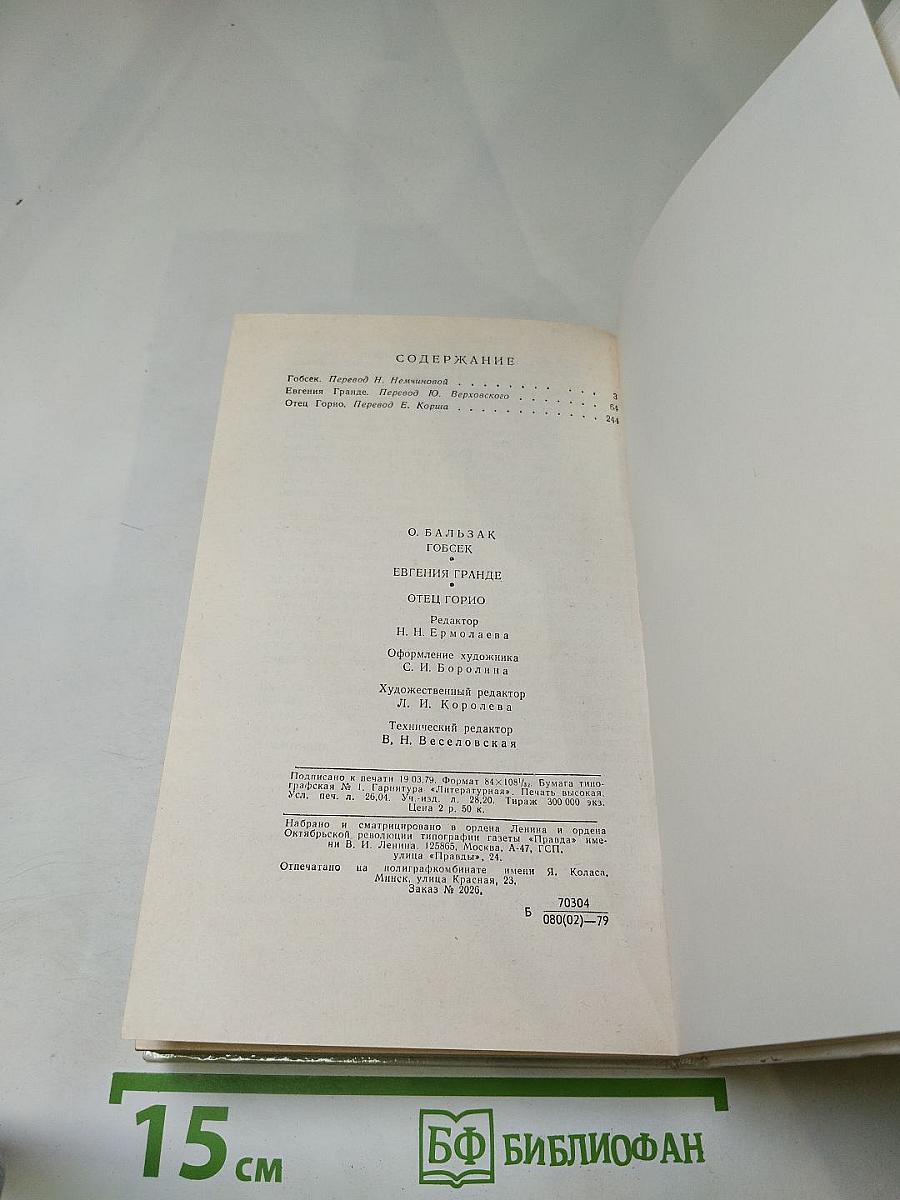 СОДЕРЖАНИЕ
Гобсек. Перевод Н. Немчиновой . . . . . . . . . . . 3
Евгения Гранде. Перевод Ю. Верховского . . . . . . . 64
Отец Горио. Перевод Е. Корша . . . . . . . . . . . . 244
О. БАЛЬЗАК
ГОБСЕК
•
ЕВГЕНИЯ ГРАНДЕ
•
ОТЕЦ ГОРИО
Редактор
Н. Н. Ермолаева
Оформление художника
С. И. Боролина
Художественный редактор
Л. И. Королева
Технический редактор
В. Н. Веселовская
Подписано к печати 19 03.79. Формат 84×108¹/₃₂. Бумага типо-
графская № 1. Гарнитура «Литературная». Печать высокая.
Усл. печ. л. 26,04. Уч.-изд. л. 28,20. Тираж 300 000 экз.
Цена 2 р. 50 к.
Набрано и сматрицировано в ордена Ленина и ордена
Октябрьской революции типографии газеты «Правда» име-
ни В. И. Ленина. 125865, Москва, А-47, ГСП,
улица «Правды», 24.
Отпечатано на полиграфкомбинате имени Я. Коласа,
Минск, улица Красная, 23.
Заказ № 2026.
Б 70304
080(02)—79
15 см
БФ БИБЛИОФАН